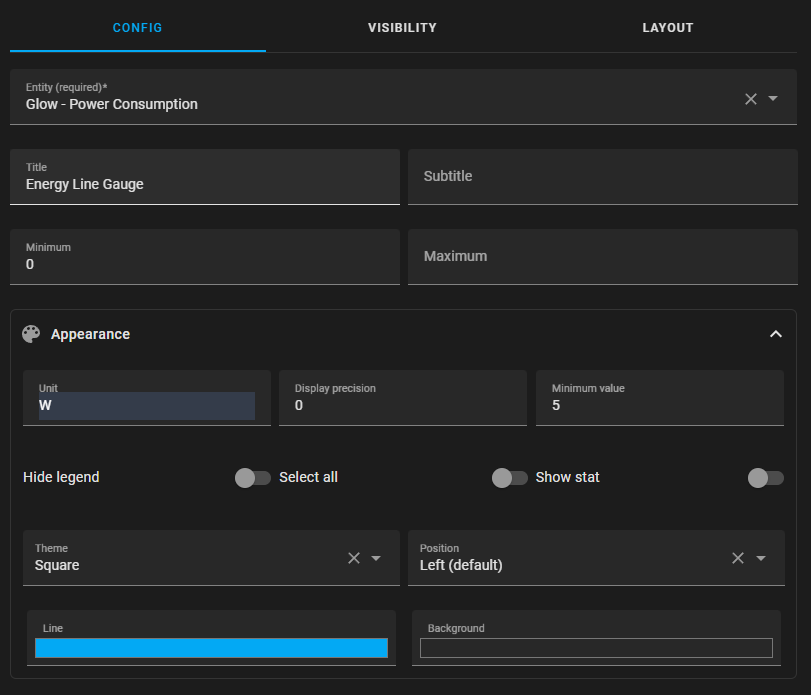 CONFIG VISIBILITY LAYOUT
Entity (required)*
Glow - Power Consumption
Title
Energy Line Gauge
Subtitle
Minimum
0
Maximum
Appearance
Unit Display precision Minimum value
W 0 5
Hide legend Select all Show stat
Theme Position
Square Left (default)
Line Background